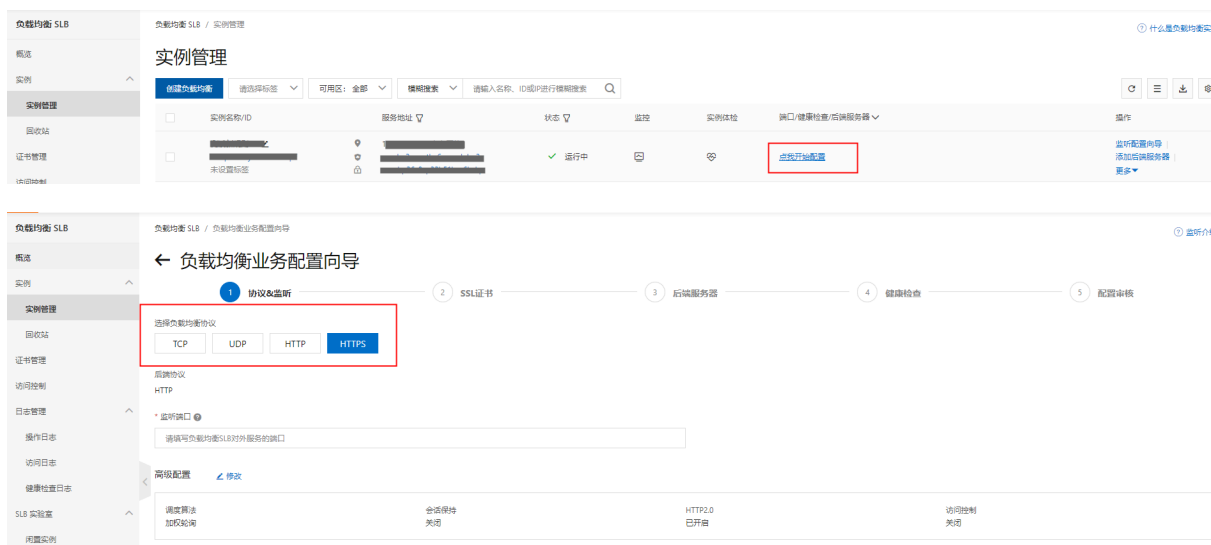 负载均衡 SLB
负载均衡 SLB / 实例管理
什么是负载均衡实
概览
实例管理
实例
创建负载均衡 请选择标签 可用区：全部 模糊搜索 请输入名称、ID或IP进行模糊搜索
实例管理
实例名称/ID 服务地址 状态 监控 实例体检 端口/健康检查/后端服务器 操作
回收站
证书管理
运行中 点我开始配置 监听配置向导
添加后端服务器
未设置标签 更多
访问控制
负载均衡 SLB
负载均衡 SLB / 负载均衡业务配置向导
监听介绍
概览
← 负载均衡业务配置向导
实例
1 协议&监听 2 SSL证书 3 后端服务器 4 健康检查 5 配置审核
实例管理
选择负载均衡协议
回收站
TCP UDP HTTP HTTPS
证书管理
后端协议
访问控制
HTTP
日志管理
* 监听端口
操作日志
请填写负载均衡SLB对外服务的端口
访问日志
高级配置 修改
健康检查日志
调度算法 会话保持 HTTP2.0 访问控制
SLB 实验室
加权轮询 关闭 已开启 关闭
闲置实例